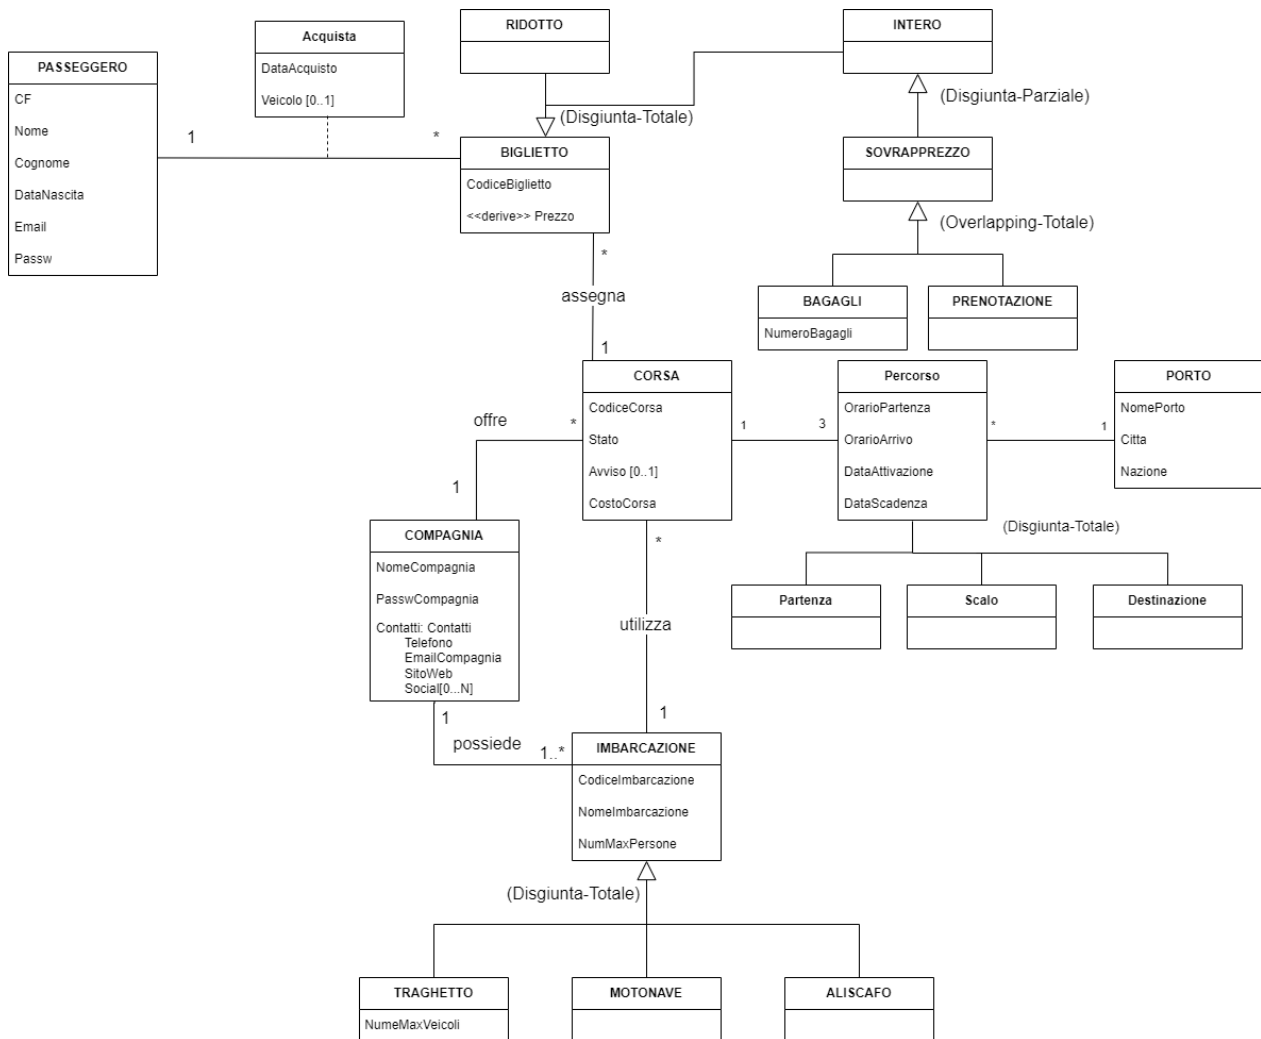 PASSEGGERO
CF
Nome
Cognome
DataNascita
Email
Passw
1
*
Acquista
DataAcquisto
Veicolo [0..1]
RIDOTTO
INTERO
(Disgiunta-Totale)
(Disgiunta-Parziale)
BIGLIETTO
CodiceBiglietto
<<derive>> Prezzo
SOVRAPPREZZO
(Overlapping-Totale)
BAGAGLI
NumeroBagagli
PRENOTAZIONE
*
assegna
1
CORSA
CodiceCorsa
Stato
Avviso [0..1]
CostoCorsa
1
3
Percorso
OrarioPartenza
OrarioArrivo
DataAttivazione
DataScadenza
*
1
PORTO
NomePorto
Citta
Nazione
(Disgiunta-Totale)
Partenza
Scalo
Destinazione
offre
*
1
COMPAGNIA
NomeCompagnia
PasswCompagnia
Contatti: Contatti
Telefono
EmailCompagnia
SitoWeb
Social[0...N]
*
utilizza
1
1
possiede
1..*
IMBARCAZIONE
CodiceImbarcazione
NomeImbarcazione
NumMaxPersone
(Disgiunta-Totale)
TRAGHETTO
NumeMaxVeicoli
MOTONAVE
ALISCAFO